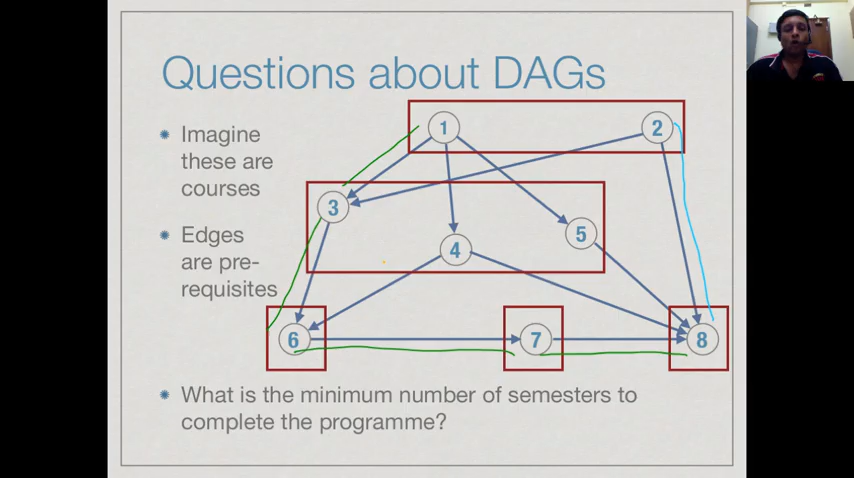 Questions about DAGs
Imagine
these are
courses
Edges
are pre-
requisites
1
2
3
4
5
6
7
8
What is the minimum number of semesters to
complete the programme?